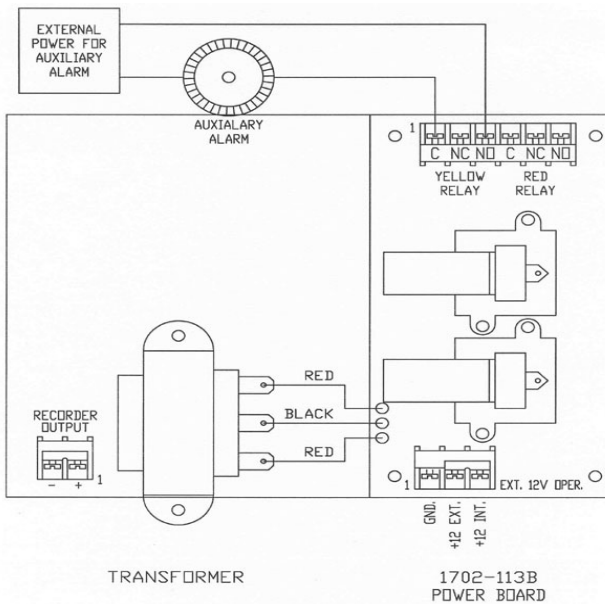 EXTERNAL
POWER FOR
AUXILIARY
ALARM
AUXIALARY
ALARM
1
C NC NO C NC NO
YELLOW
RELAY
RED
RELAY
RED
BLACK
RED
RECORDER
OUTPUT
- + 1
1
EXT. 12V OPER.
GND.
+12 EXT.
+12 INT.
TRANSFORMER
1702-113B
POWER BOARD